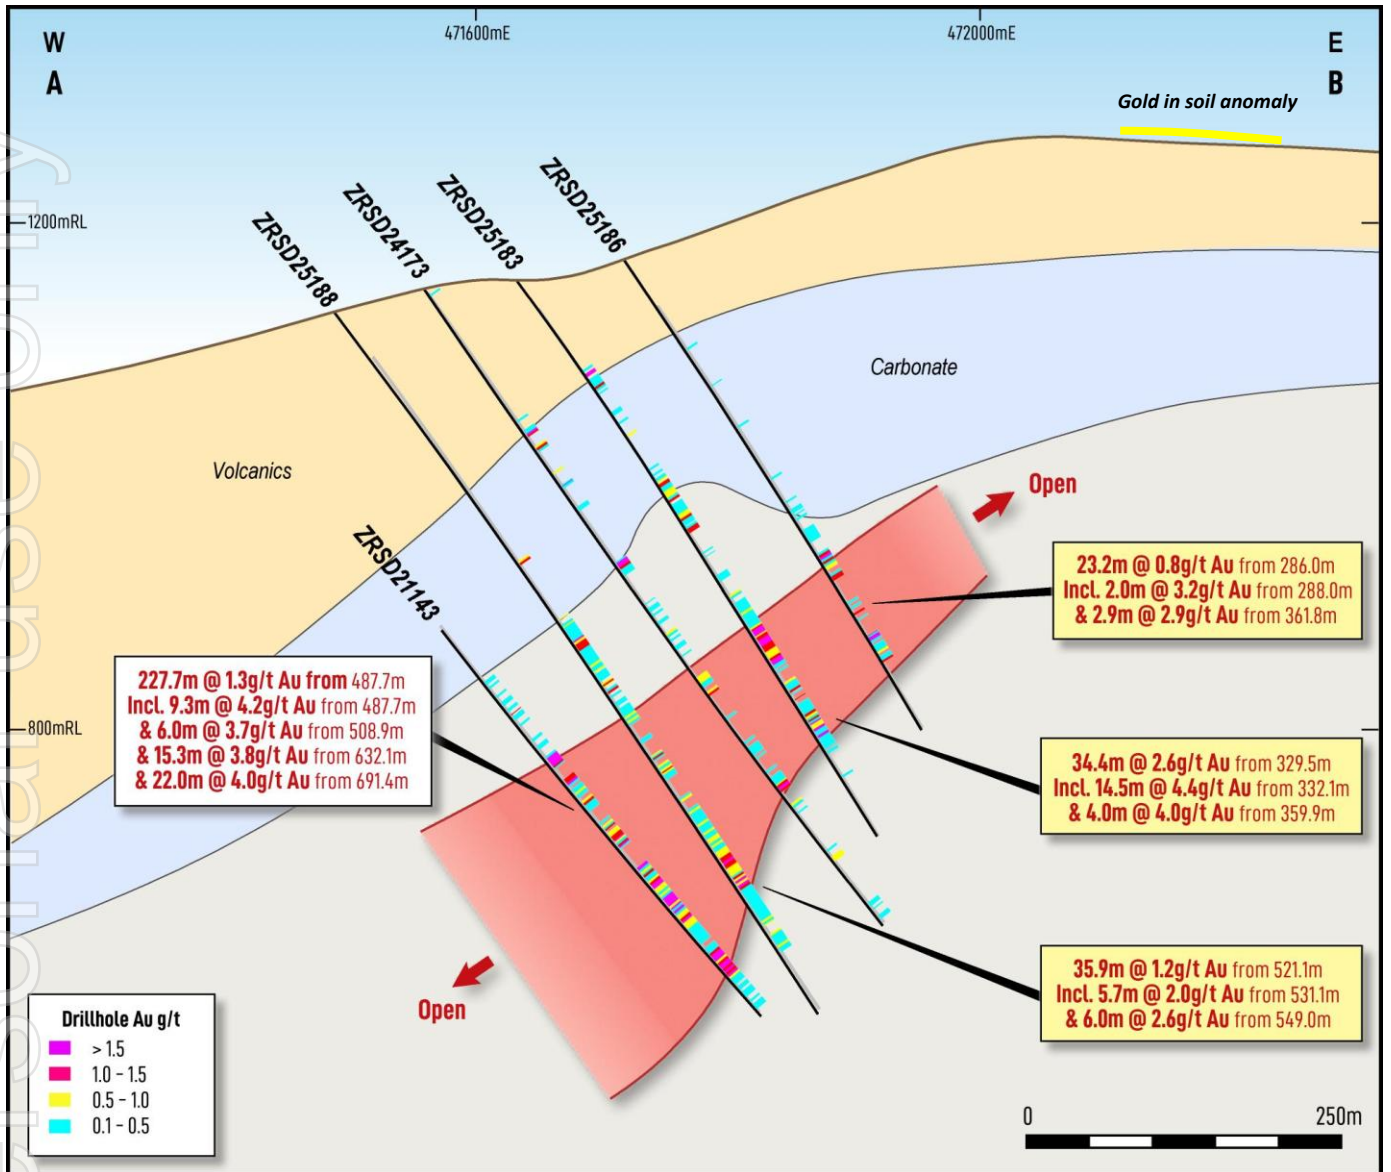 W
A
471600mE
472000mE
E
B
Gold in soil anomaly
1200mRL
ZRSD25188
ZRSD24173
ZRSD25183
ZRSD25186
Carbonate
Volcanics
Open
ZRSD21143
23.2m @ 0.8g/t Au from 286.0m
Incl. 2.0m @ 3.2g/t Au from 288.0m
& 2.9m @ 2.9g/t Au from 361.8m
227.7m @ 1.3g/t Au from 487.7m
Incl. 9.3m @ 4.2g/t Au from 487.7m
& 6.0m @ 3.7g/t Au from 508.9m
& 15.3m @ 3.8g/t Au from 632.1m
& 22.0m @ 4.0g/t Au from 691.4m
800mRL
34.4m @ 2.6g/t Au from 329.5m
Incl. 14.5m @ 4.4g/t Au from 332.1m
& 4.0m @ 4.0g/t Au from 359.9m
35.9m @ 1.2g/t Au from 521.1m
Incl. 5.7m @ 2.0g/t Au from 531.1m
& 6.0m @ 2.6g/t Au from 549.0m
Open
Drillhole Au g/t
> 1.5
1.0 - 1.5
0.5 - 1.0
0.1 - 0.5
0 250m